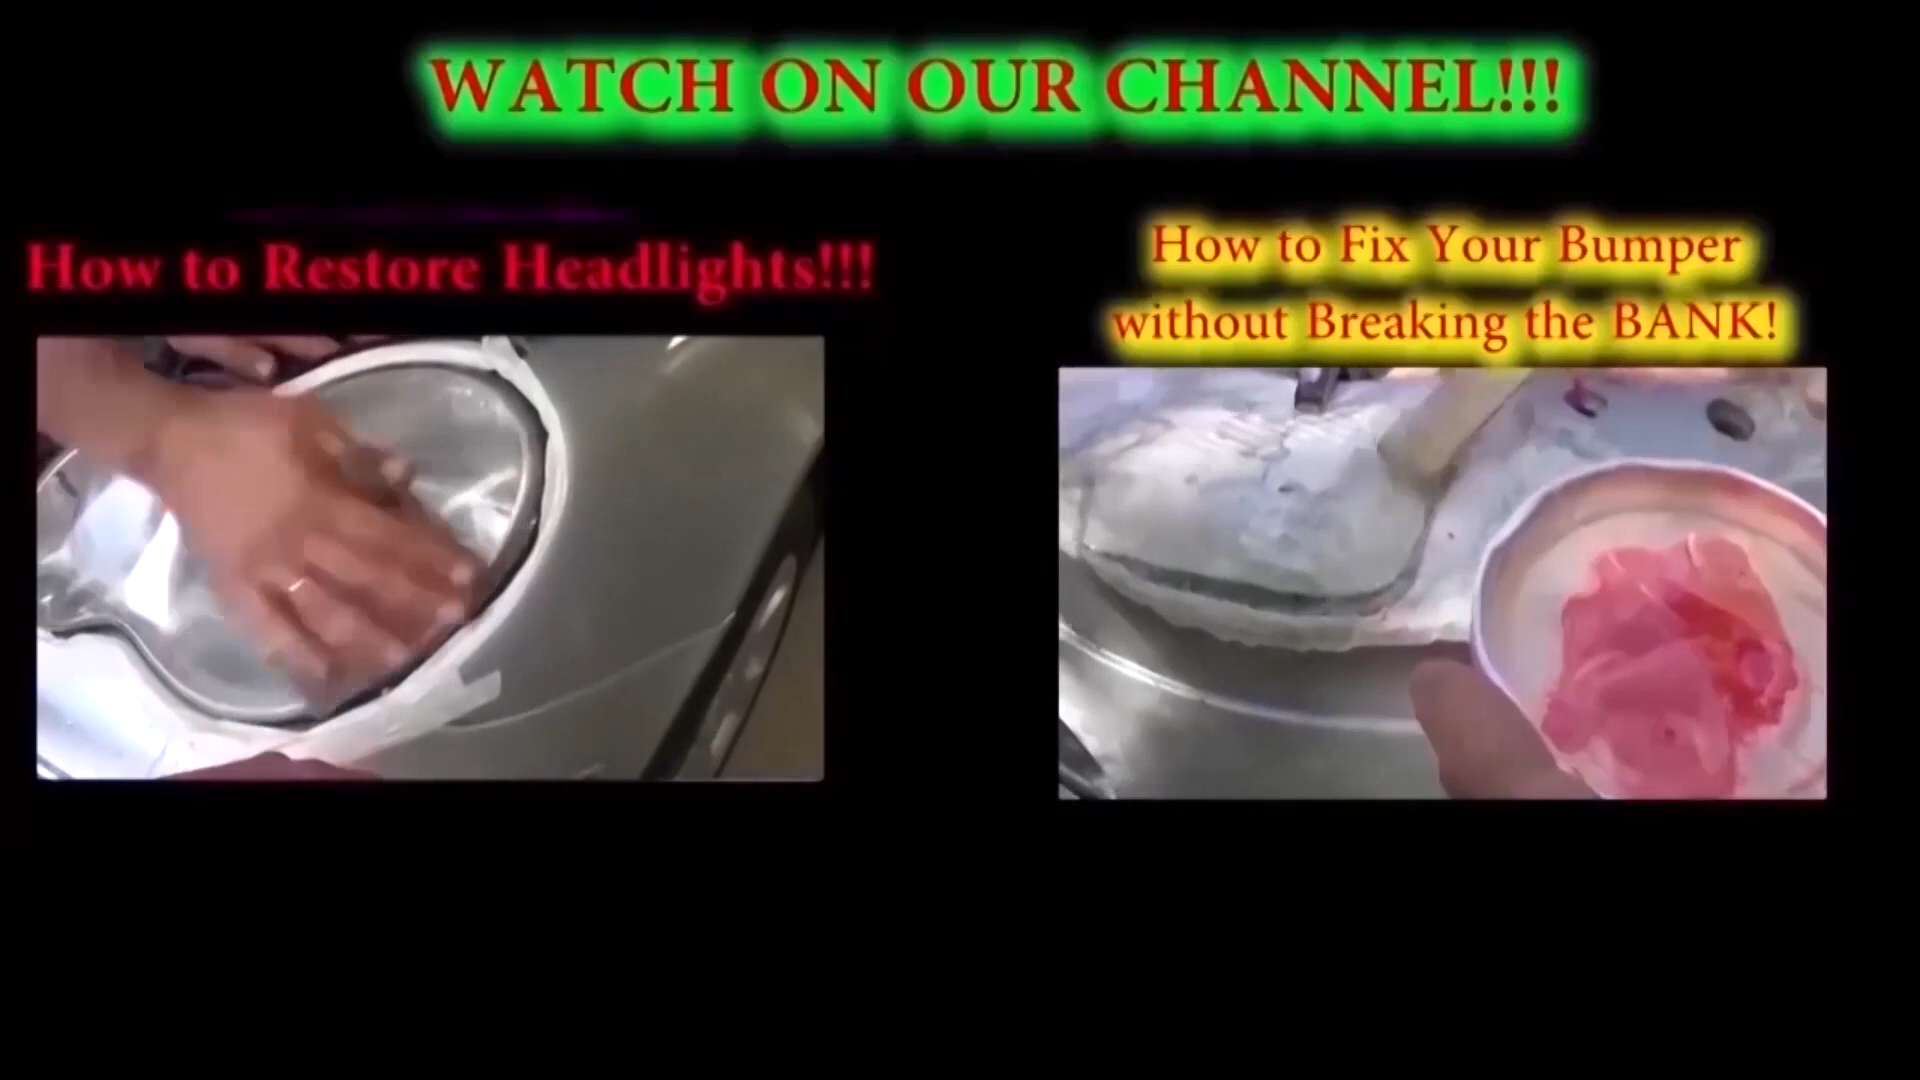 WATCH ON OUR CHANNEL!!!
How to Restore Headlights!!!
How to Fix Your Bumper
without Breaking the BANK!